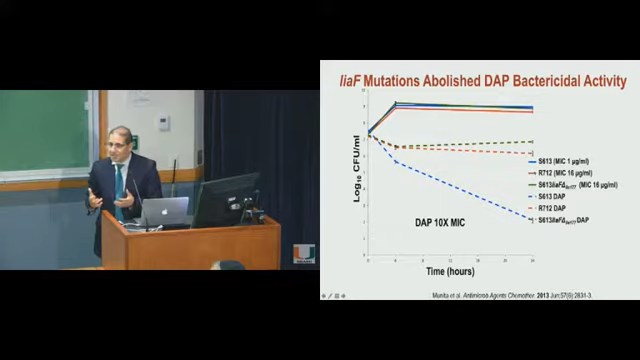 liaF Mutations Abolished DAP Bactericidal Activity
Log10 CFU/ml
S613 (MIC 1 µg/ml)
R712 (MIC 16 µg/ml)
(MIC 16 µg/ml)
S613 DAP
R712 DAP
DAP
DAP 10X MIC
Time (hours)
Munita et al. Antimicrob Agents Chemother. 2013 Jun;57(6):2831-3
U